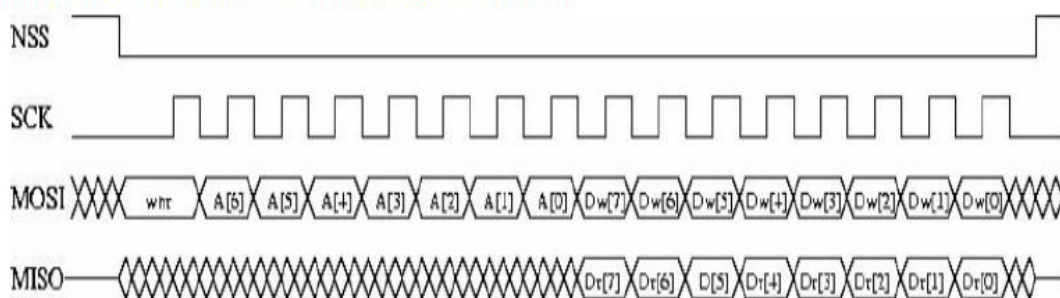 NSS
SCK
MOSI whr A[6] A[5] A[4] A[3] A[2] A[1] A[0] Dw[7] Dw[6] Dw[5] Dw[4] Dw[3] Dw[2] Dw[1] Dw[0]
MISO Dr[7] Dr[6] D[5] Dr[4] Dr[3] Dr[2] Dr[1] Dr[0]